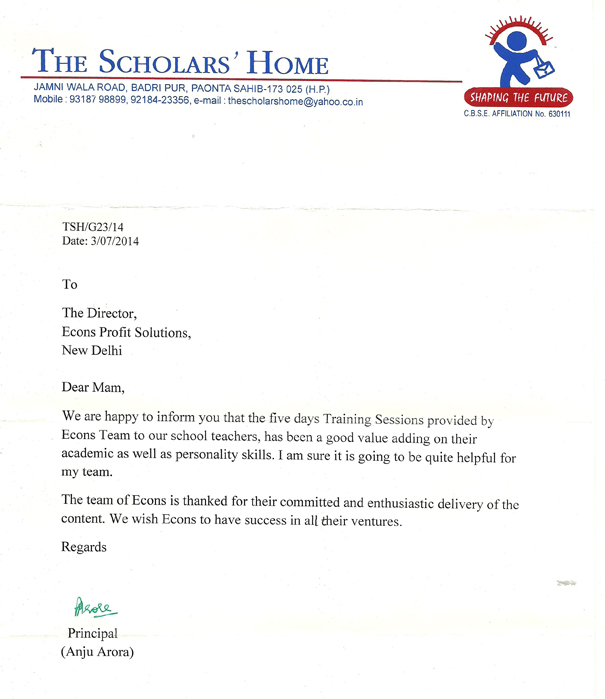 THE SCHOLARS' HOME
JAMNI WALA ROAD, BADRI PUR, PAONTA SAHIB-173 025 (H.P.)
Mobile : 93187 98899, 92184-23356, e-mail : thescholarshome@yahoo.co.in
SHAPING THE FUTURE
C.B.S.E. AFFILIATION No. 630111
TSH/G23/14
Date: 3/07/2014
To
The Director,
Econs Profit Solutions,
New Delhi
Dear Mam,
We are happy to inform you that the five days Training Sessions provided by
Econs Team to our school teachers, has been a good value adding on their
academic as well as personality skills. I am sure it is going to be quite helpful for
my team.
The team of Econs is thanked for their committed and enthusiastic delivery of the
content. We wish Econs to have success in all their ventures.
Regards
Principal
(Anju Arora)